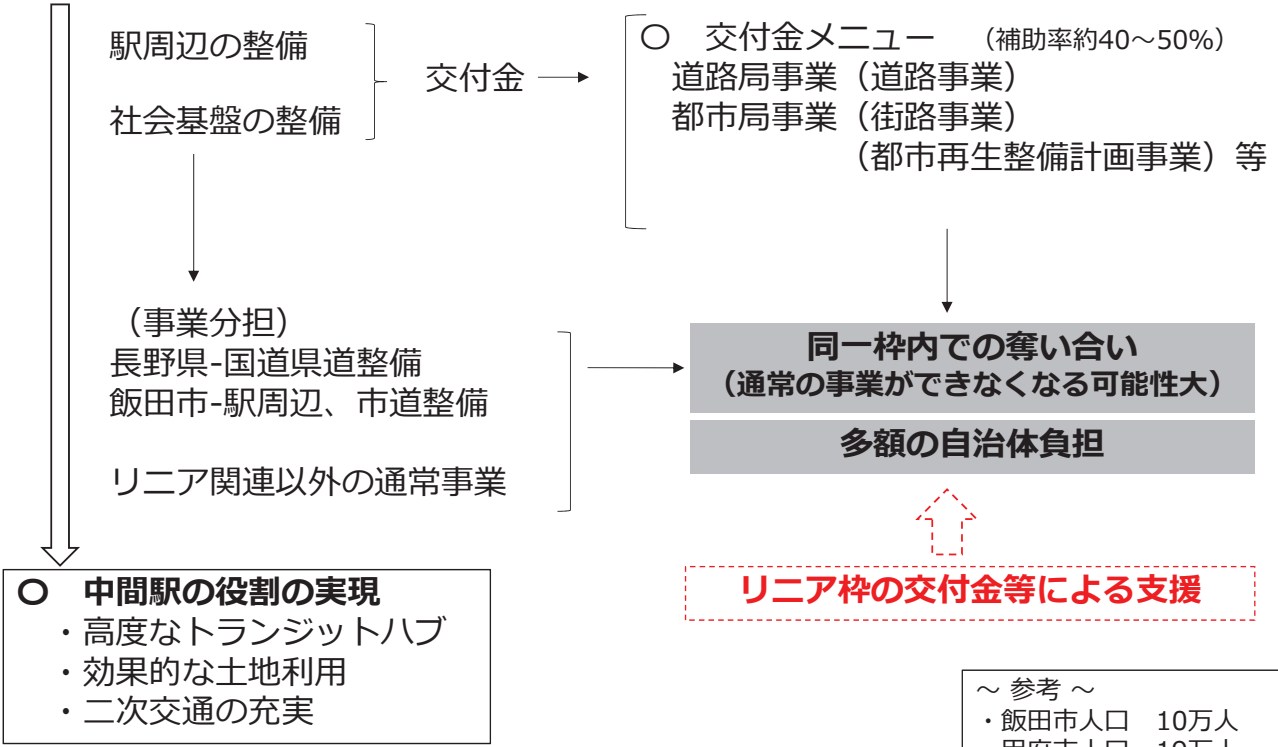 駅周辺の整備
社会基盤の整備
交付金
○ 交付金メニュー （補助率約40～50%）
道路局事業（道路事業）
都市局事業（街路事業）
（都市再生整備計画事業）等
（事業分担）
長野県-国道県道整備
飯田市-駅周辺、市道整備
リニア関連以外の通常事業
同一枠内での奪い合い
（通常の事業ができなくなる可能性大）
多額の自治体負担
リニア枠の交付金等による支援
○ 中間駅の役割の実現
・高度なトランジットハブ
・効果的な土地利用
・二次交通の充実
～ 参考 ～
・飯田市人口 10万人